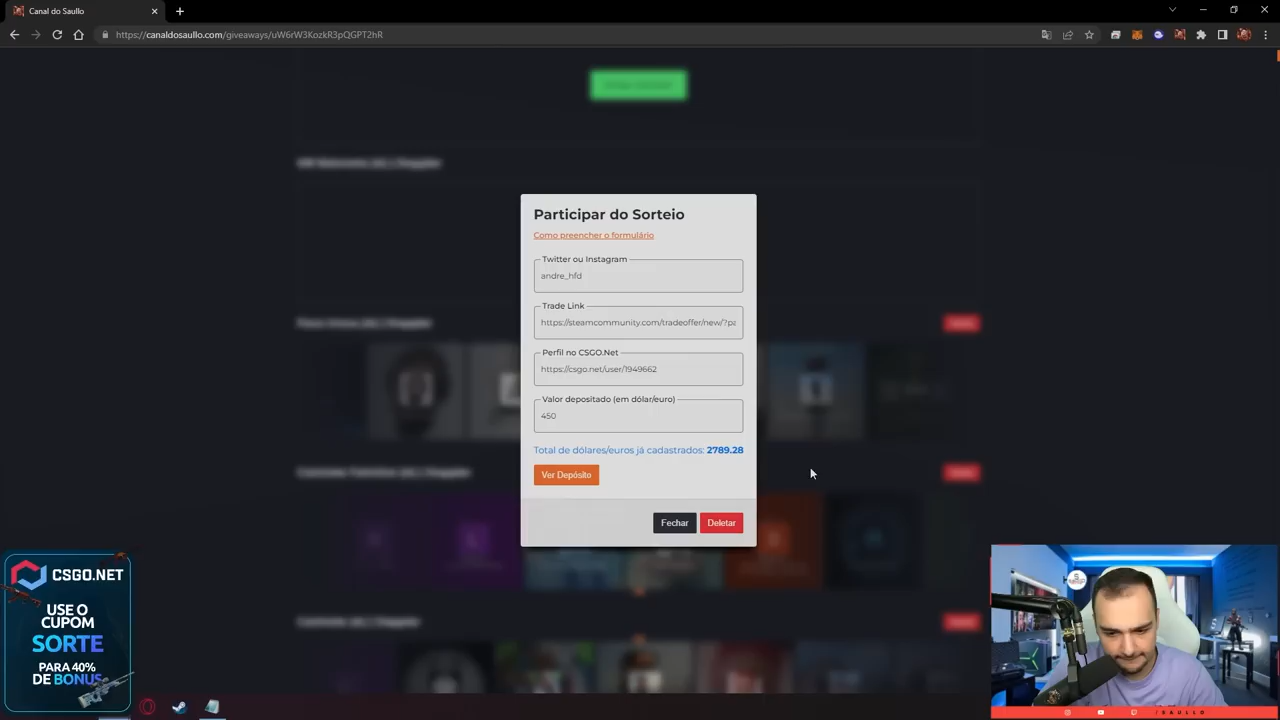 Canal do Saullo
https://canaldosaullo.com/giveaways/uW6rW3KozkR3pQGPT2hR
Participar do Sorteio
Como preencher o formulário
Twitter ou Instagram
andre_hfd
Trade Link
https://steamcommunity.com/tradeoffer/new/?pa
Perfil no CSGO.Net
https://csgo.net/user/1949662
Valor depositado (em dólar/euro)
450
Total de dólares/euros já cadastrados: 2789.28
Ver Depósito
Fechar
Deletar
CSGO.NET
USE O
CUPOM
SORTE
PARA 40%
DE BONUS
/SAULLO